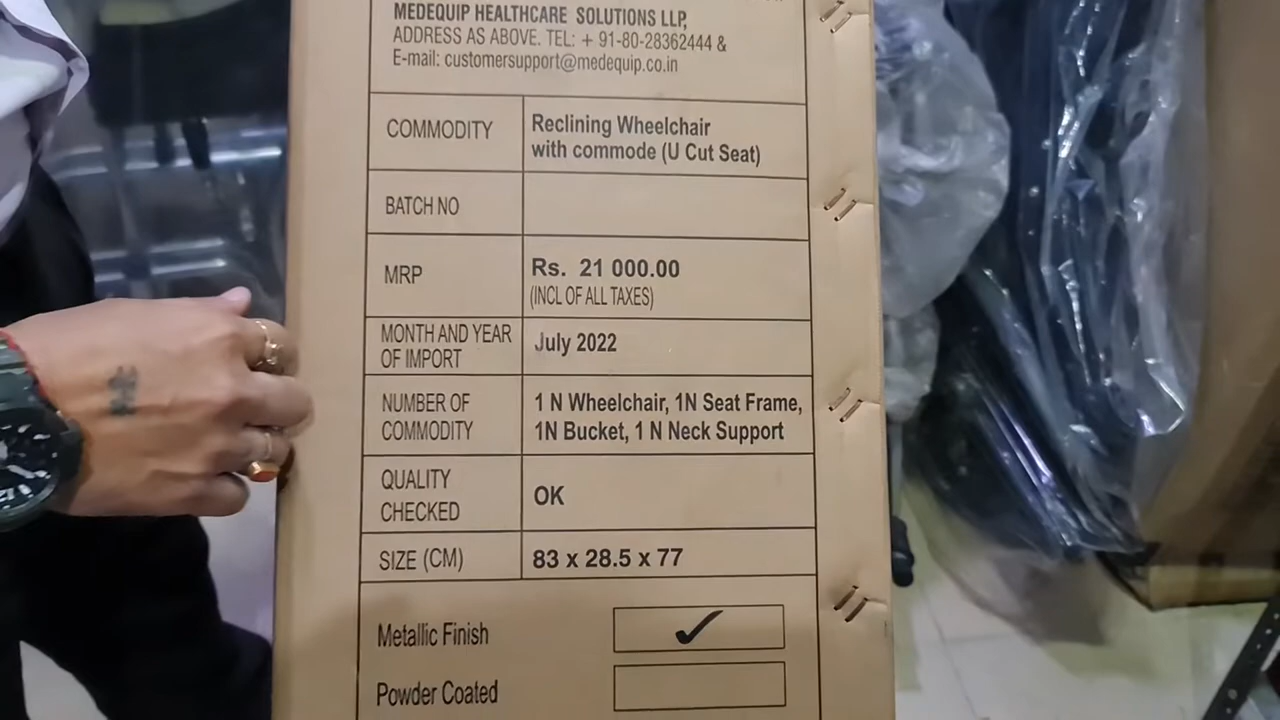 MEDEQUIP HEALTHCARE SOLUTIONS LLP,
ADDRESS AS ABOVE. TEL: + 91-80-28362444 &
E-mail: customersupport@medequip.co.in
COMMODITY
Reclining Wheelchair
with commode (U Cut Seat)
BATCH NO
MRP
Rs. 21 000.00
(INCL OF ALL TAXES)
MONTH AND YEAR
OF IMPORT
July 2022
NUMBER OF
COMMODITY
1 N Wheelchair, 1N Seat Frame,
1N Bucket, 1 N Neck Support
QUALITY
CHECKED
OK
SIZE (CM)
83 x 28.5 x 77
Metallic Finish ✓
Powder Coated